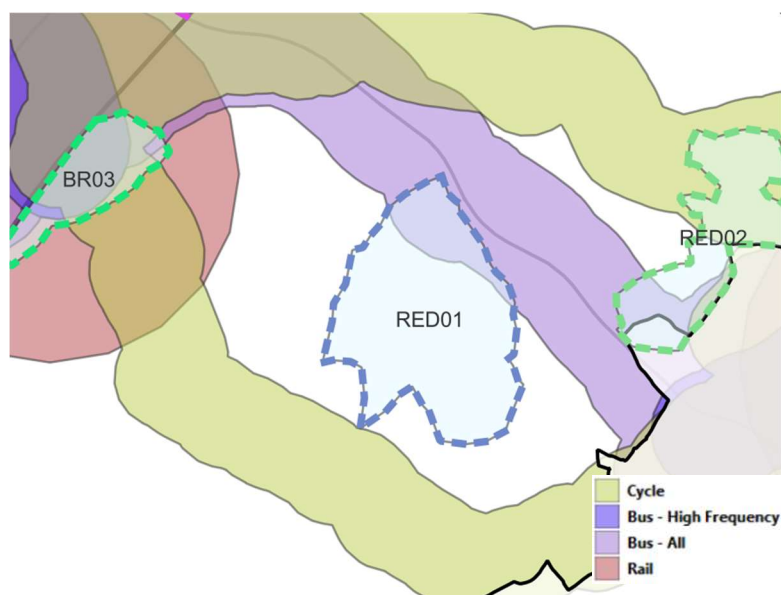 BR03
RED02
RED01
Cycle
Bus - High Frequency
Bus - All
Rail